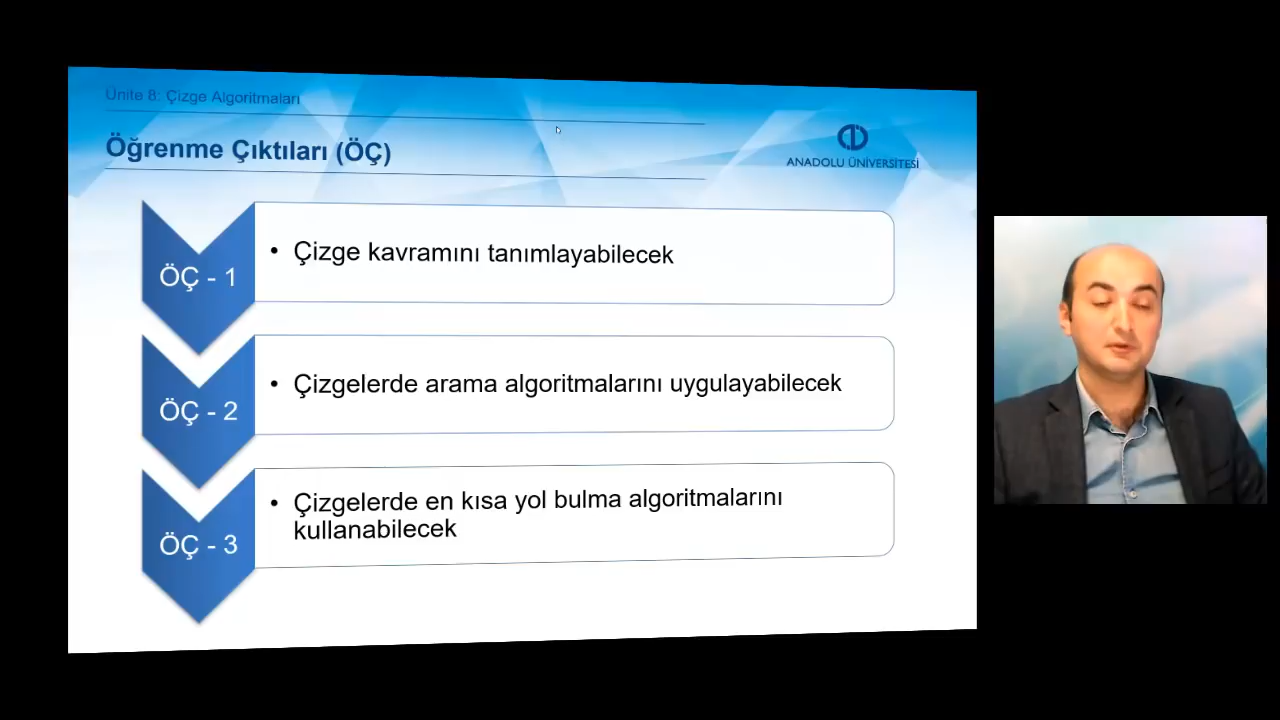 Ünite 8: Çizge Algoritmaları
Öğrenme Çıktıları (ÖÇ)
ANADOLU ÜNİVERSİTESİ
ÖÇ - 1
• Çizge kavramını tanımlayabilecek
ÖÇ - 2
• Çizgelerde arama algoritmalarını uygulayabilecek
ÖÇ - 3
• Çizgelerde en kısa yol bulma algoritmalarını
kullanabilecek